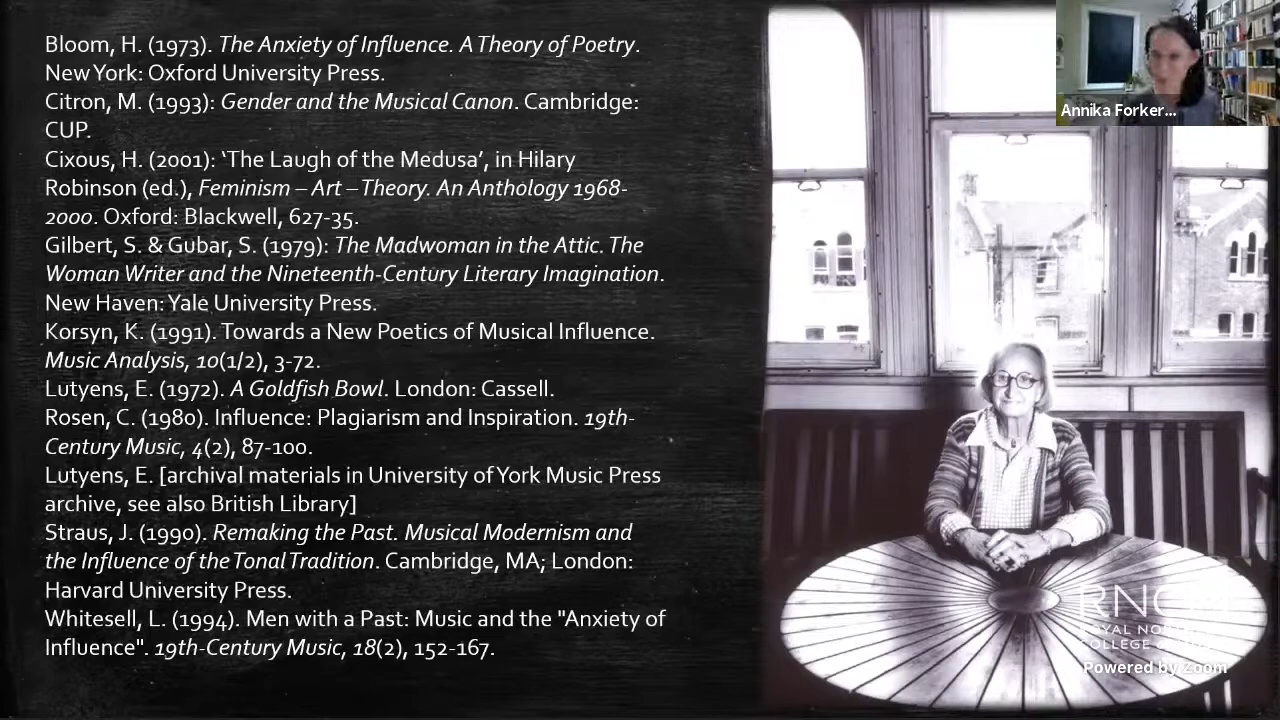 Bloom, H. (1973). The Anxiety of Influence. A Theory of Poetry.
New York: Oxford University Press.
Citron, M. (1993): Gender and the Musical Canon. Cambridge:
CUP.
Cixous, H. (2001): ‘The Laugh of the Medusa’, in Hilary
Robinson (ed.), Feminism – Art – Theory. An Anthology 1968-
2000. Oxford: Blackwell, 627-35.
Gilbert, S. & Gubar, S. (1979): The Madwoman in the Attic. The
Woman Writer and the Nineteenth-Century Literary Imagination.
New Haven: Yale University Press.
Korsyn, K. (1991). Towards a New Poetics of Musical Influence.
Music Analysis, 10(1/2), 3-72.
Lutyens, E. (1972). A Goldfish Bowl. London: Cassell.
Rosen, C. (1980). Influence: Plagiarism and Inspiration. 19th-
Century Music, 4(2), 87-100.
Lutyens, E. [archival materials in University of York Music Press
archive, see also British Library]
Straus, J. (1990). Remaking the Past. Musical Modernism and
the Influence of the Tonal Tradition. Cambridge, MA; London:
Harvard University Press.
Whitesell, L. (1994). Men with a Past: Music and the "Anxiety of
Influence". 19th-Century Music, 18(2), 152-167.
Annika Forker...
RNCM
ROYAL
COLLEGE
Powered by Zoom